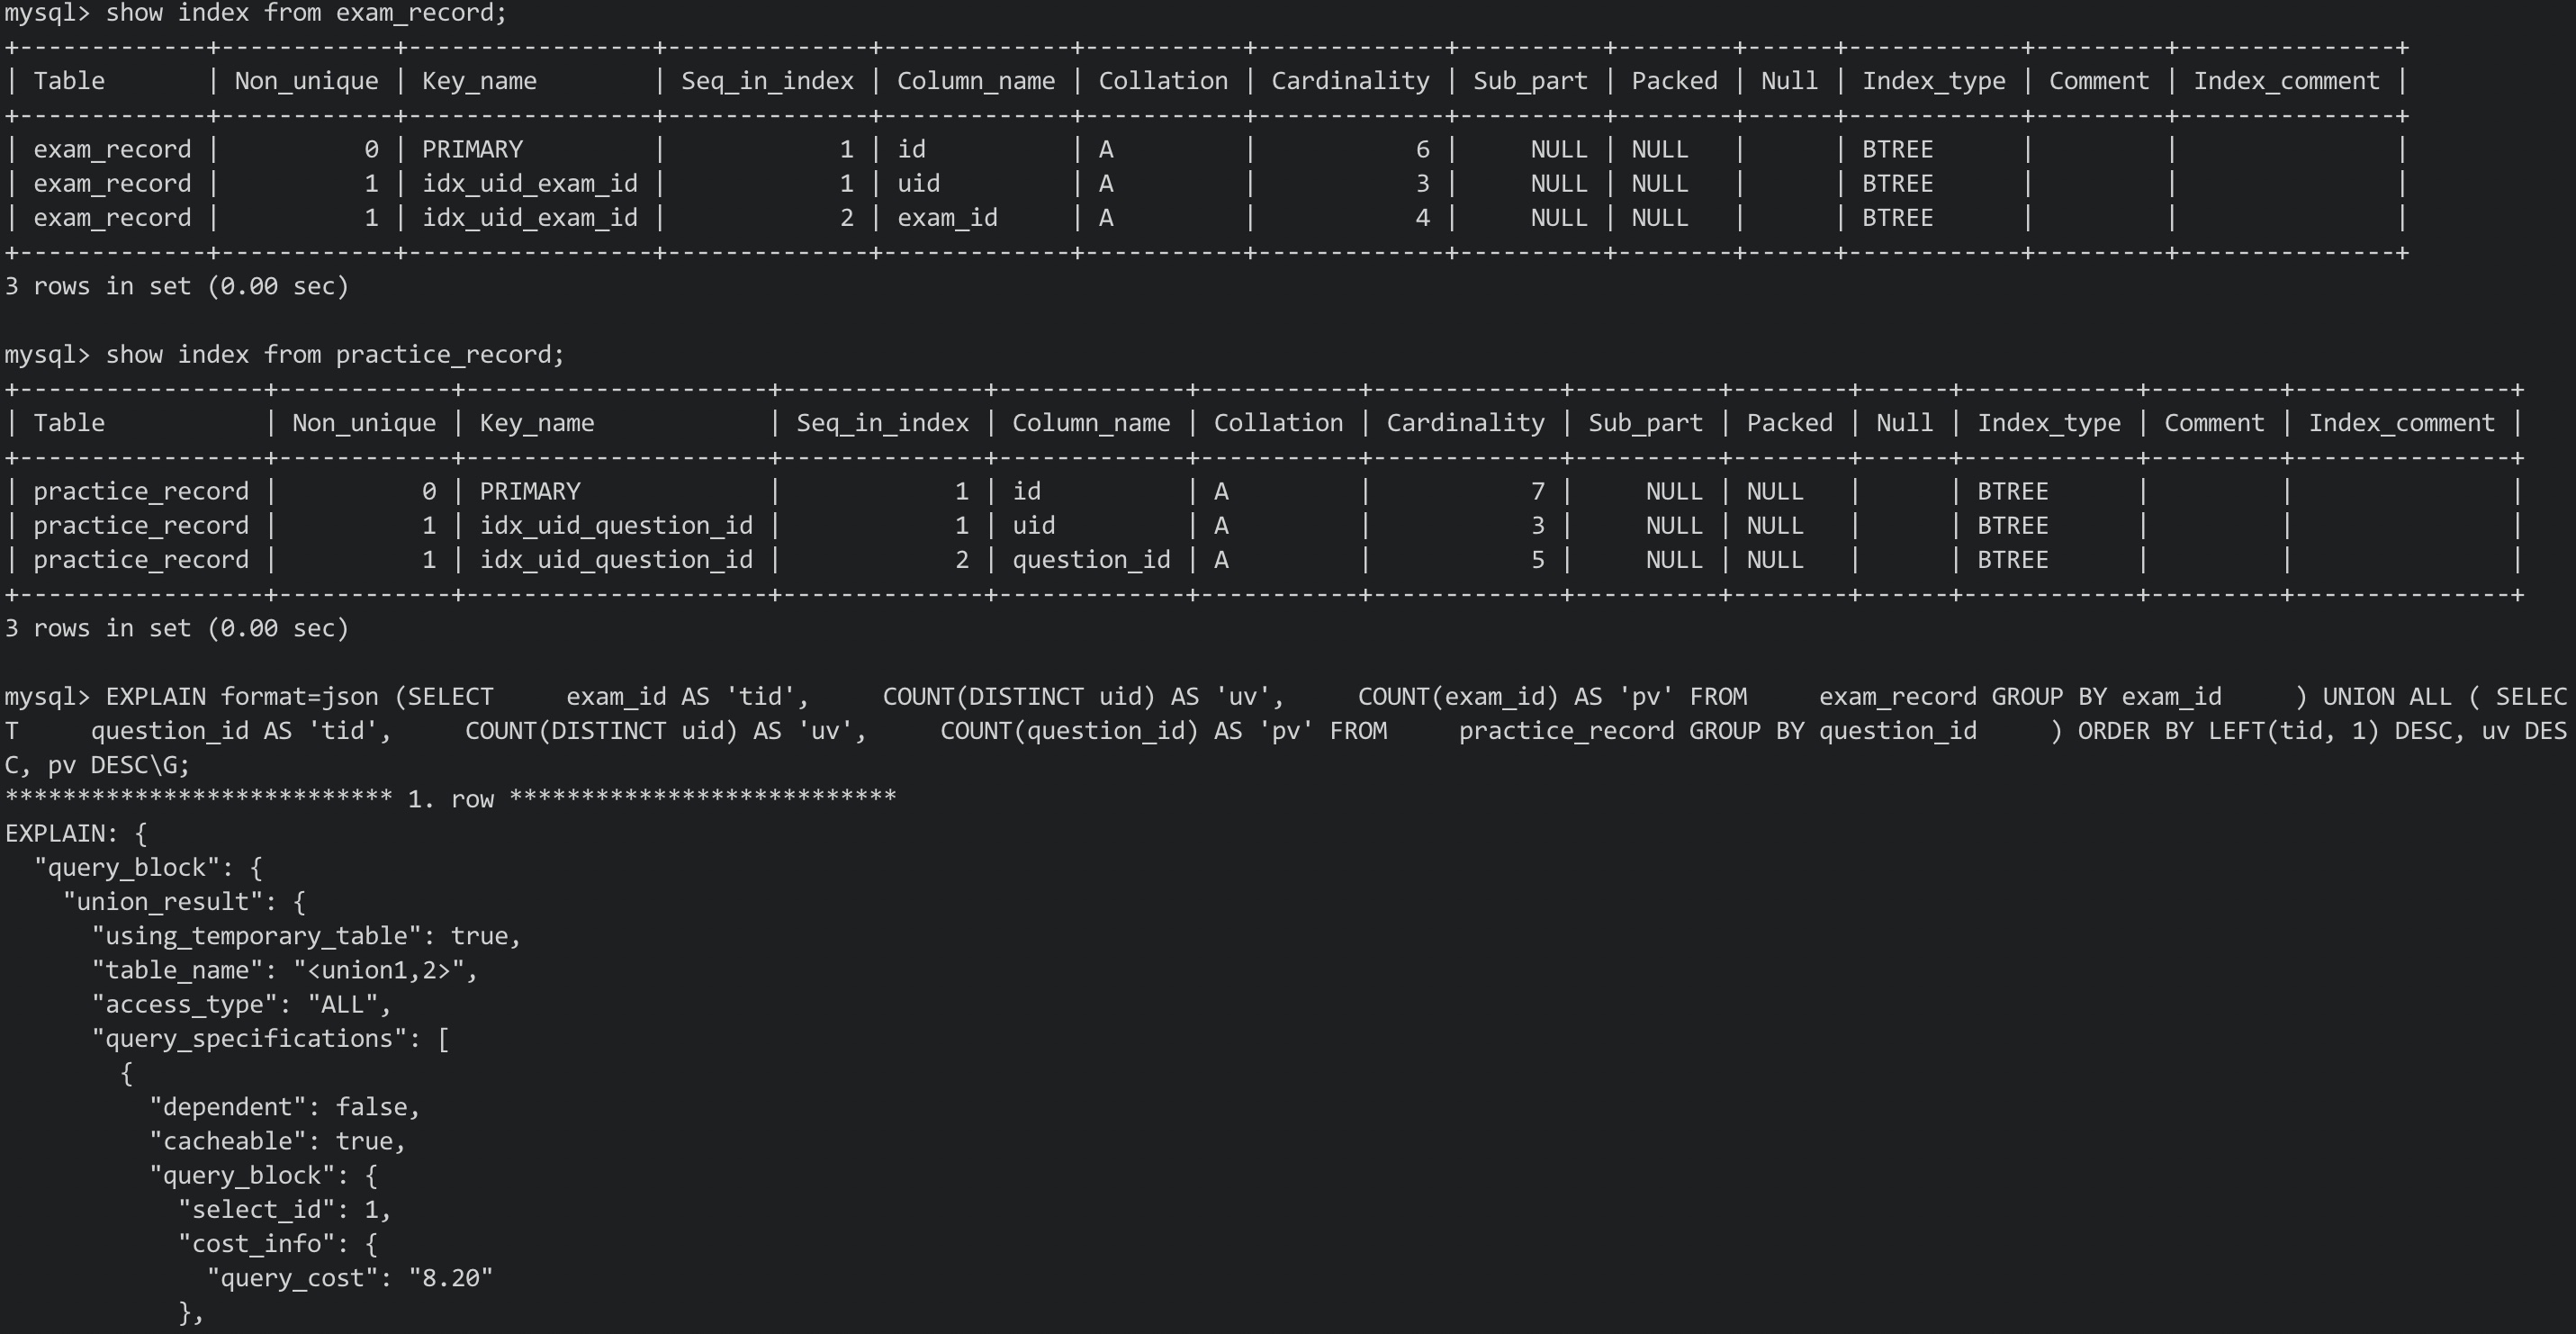 mysql> show index from exam_record;
+-------------+------------+-----------------+--------------+-------------+-----------+-------------+----------+--------+------+------------+---------+---------------+
| Table       | Non_unique | Key_name        | Seq_in_index | Column_name | Collation | Cardinality | Sub_part | Packed | Null | Index_type | Comment | Index_comment |
+-------------+------------+-----------------+--------------+-------------+-----------+-------------+----------+--------+------+------------+---------+---------------+
| exam_record |          0 | PRIMARY         |            1 | id          | A         |           6 |     NULL | NULL   |      | BTREE      |         |               |
| exam_record |          1 | idx_uid_exam_id |            1 | uid         | A         |           3 |     NULL | NULL   |      | BTREE      |         |               |
| exam_record |          1 | idx_uid_exam_id |            2 | exam_id     | A         |           4 |     NULL | NULL   |      | BTREE      |         |               |
+-------------+------------+-----------------+--------------+-------------+-----------+-------------+----------+--------+------+------------+---------+---------------+
3 rows in set (0.00 sec)
mysql> show index from practice_record;
+-----------------+------------+---------------------+--------------+-------------+-----------+-------------+----------+--------+------+------------+---------+---------------+
| Table           | Non_unique | Key_name            | Seq_in_index | Column_name | Collation | Cardinality | Sub_part | Packed | Null | Index_type | Comment | Index_comment |
+-----------------+------------+---------------------+--------------+-------------+-----------+-------------+----------+--------+------+------------+---------+---------------+
| practice_record |          0 | PRIMARY             |            1 | id          | A         |           7 |     NULL | NULL   |      | BTREE      |         |               |
| practice_record |          1 | idx_uid_question_id |            1 | uid         | A         |           3 |     NULL | NULL   |      | BTREE      |         |               |
| practice_record |          1 | idx_uid_question_id |            2 | question_id | A         |           5 |     NULL | NULL   |      | BTREE      |         |               |
+-----------------+------------+---------------------+--------------+-------------+-----------+-------------+----------+--------+------+------------+---------+---------------+
3 rows in set (0.00 sec)
mysql> EXPLAIN format=json (SELECT     exam_id AS 'tid',     COUNT(DISTINCT uid) AS 'uv',     COUNT(exam_id) AS 'pv' FROM     exam_record GROUP BY exam_id     ) UNION ALL ( SELEC
T     question_id AS 'tid',     COUNT(DISTINCT uid) AS 'uv',     COUNT(question_id) AS 'pv' FROM     practice_record GROUP BY question_id     ) ORDER BY LEFT(tid, 1) DESC, uv DES
C, pv DESC\G;
*************************** 1. row ***************************
EXPLAIN: {
  "query_block": {
    "union_result": {
      "using_temporary_table": true,
      "table_name": "<union1,2>",
      "access_type": "ALL",
      "query_specifications": [
        {
          "dependent": false,
          "cacheable": true,
          "query_block": {
            "select_id": 1,
            "cost_info": {
              "query_cost": "8.20"
            },